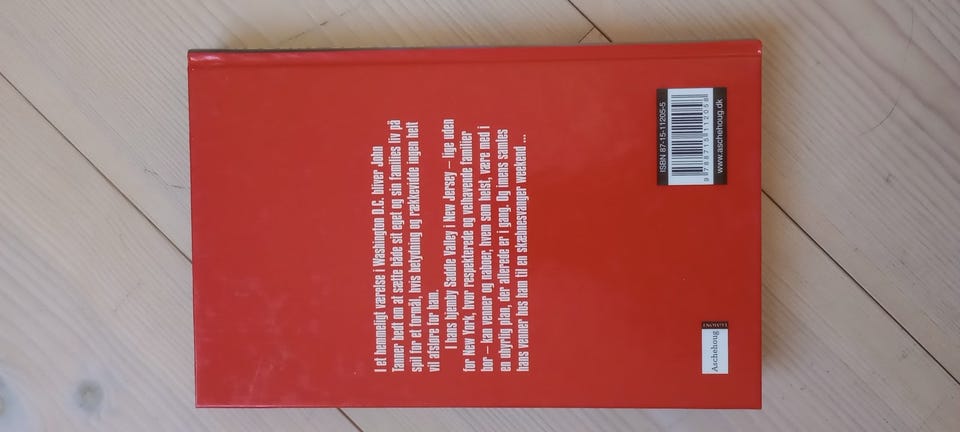 I et hemmeligt værelse i Washington D.C. bliver John
Tanner bedt om at sætte både sit eget og sin families liv på
spil for et formål, hvis betydning og rækkevidde ingen helt
vil afsløre for ham.
I hans hjemby Saddle Valley i New Jersey – lige uden
for New York, hvor respekterede og velhavende familier
bor – kan venner og naboer, hvem som helst, være med i
en uhyrlig plan, der allerede er i gang. Og imens samles
hans venner hos ham til en skæbnesvanger weekend ...
ISBN 87-15-11205-5
9 788715 112058
www.aschehoug.dk
Aschehoug